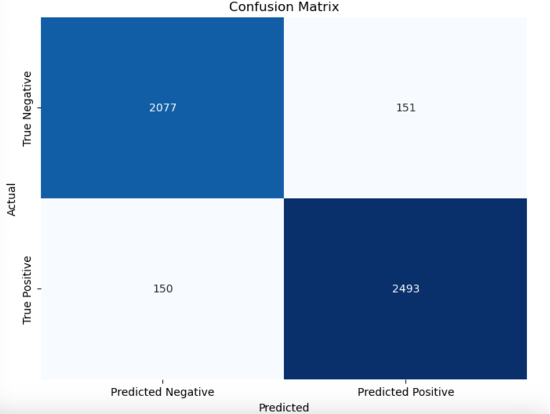 Confusion Matrix
Actual
True Negative
2077
151
True Positive
150
2493
Predicted Negative
Predicted Positive
Predicted